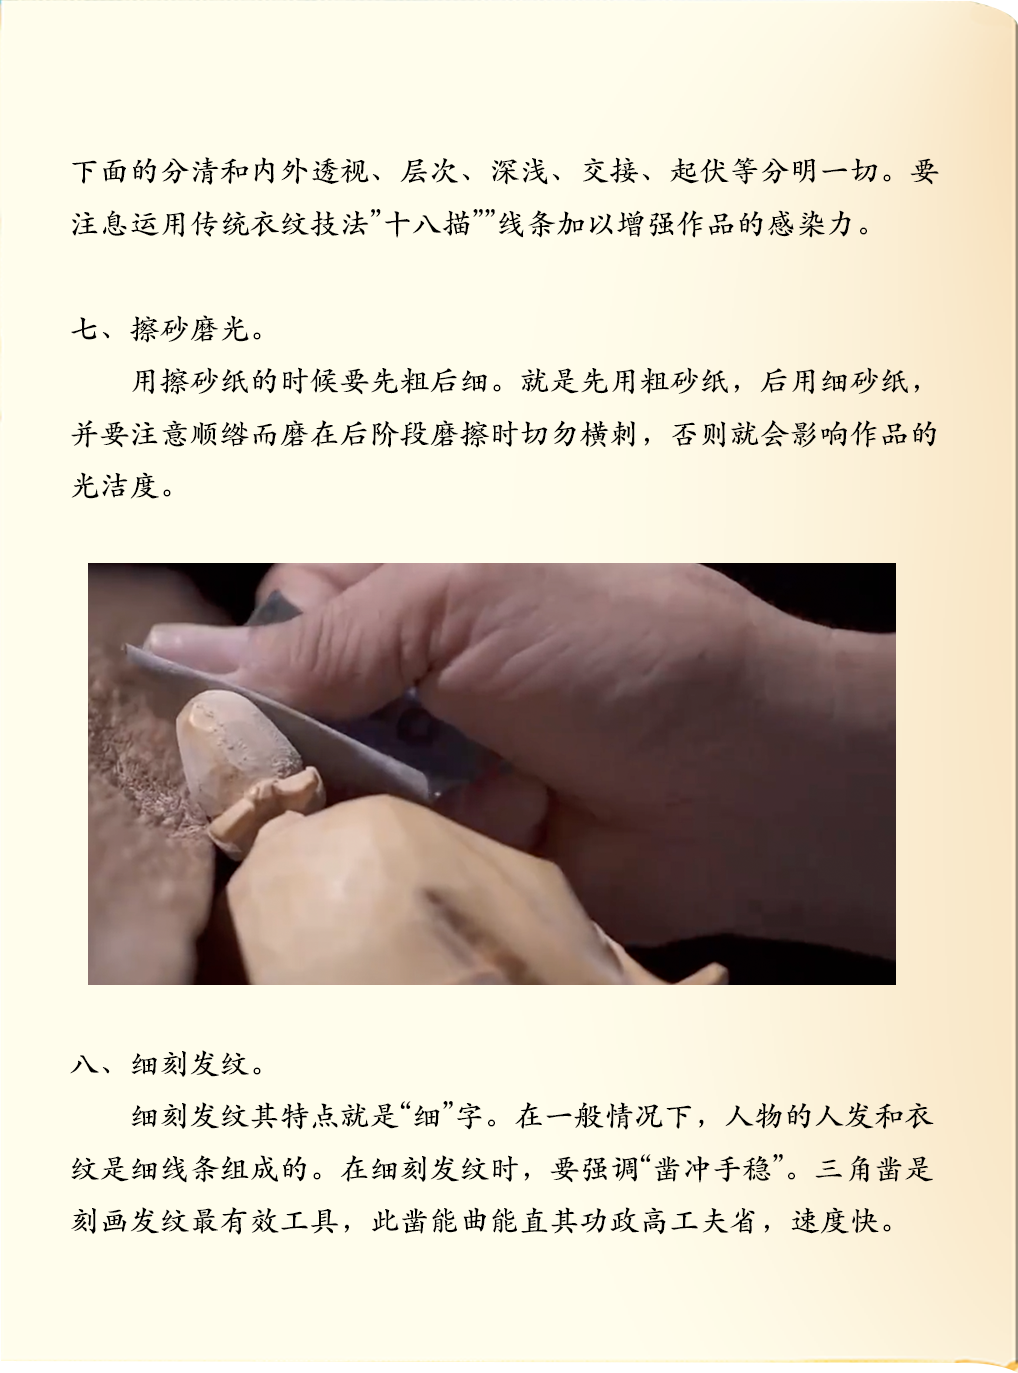 下面的分清和内外透视、层次、深浅、交接、起伏等分明一切。要
注息运用传统衣纹技法”十八描””线条加以增强作品的感染力。
七、擦砂磨光。
用擦砂纸的时候要先粗后细。就是先用粗砂纸，后用细砂纸，
并要注意顺绺而磨在后阶段磨擦时切勿横刺，否则就会影响作品的
光洁度。
八、细刻发纹。
细刻发纹其特点就是“细”字。在一般情况下，人物的人发和衣
纹是细线条组成的。在细刻发纹时，要强调“凿冲手稳”。三角凿是
刻画发纹最有效工具，此凿能曲能直其功政高工夫省，速度快。